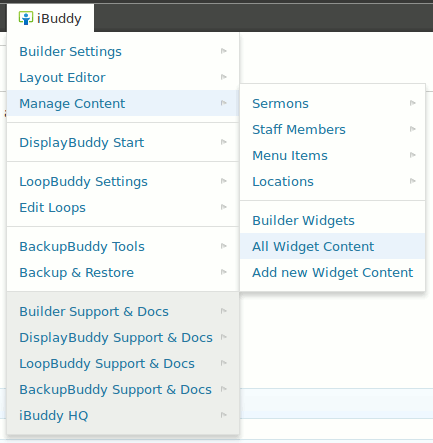 iBuddy
Builder Settings
Layout Editor
Manage Content
DisplayBuddy Start
LoopBuddy Settings
Edit Loops
BackupBuddy Tools
Backup & Restore
Builder Support & Docs
DisplayBuddy Support & Docs
LoopBuddy Support & Docs
BackupBuddy Support & Docs
iBuddy HQ
Sermons
Staff Members
Menu Items
Locations
Builder Widgets
All Widget Content
Add new Widget Content